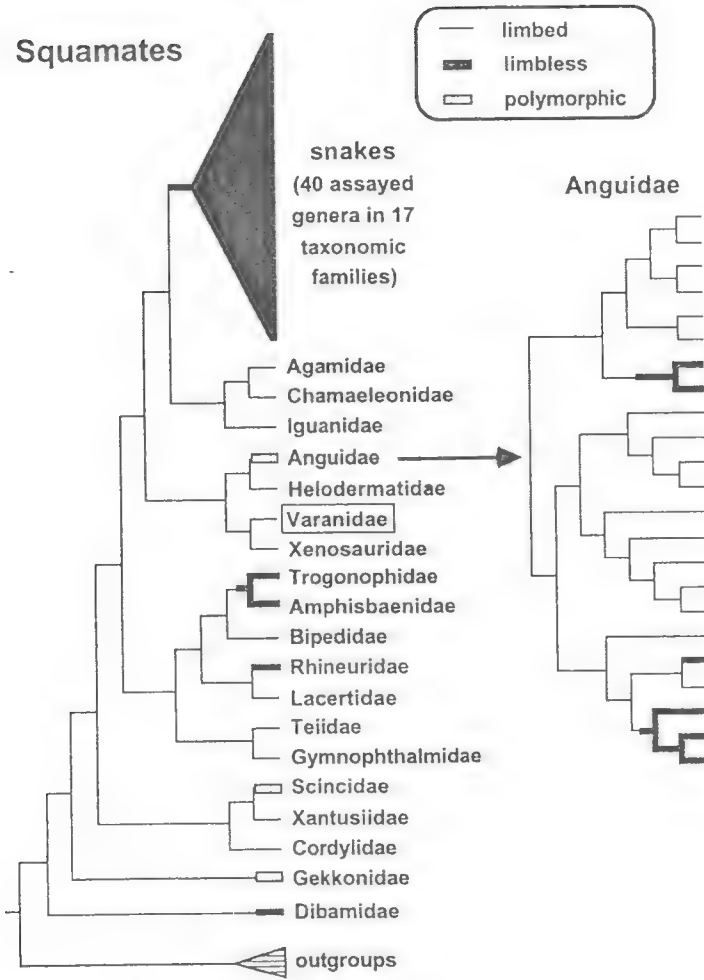 Squamates
limbed
limbless
polymorphic
snakes
(40 assayed
genera in 17
taxonomic
families)
Anguidae
Agamidae
Chamaeleonidae
Iguanidae
Anguidae
Helodermatidae
Varanidae
Xenosauridae
Trogonophidae
Amphisbaenidae
Bipedidae
Rhineuridae
Lacertidae
Teiidae
Gymnophthalmidae
Scincidae
Xantusiidae
Cordylidae
Gekkonidae
Dibamidae
outgroups